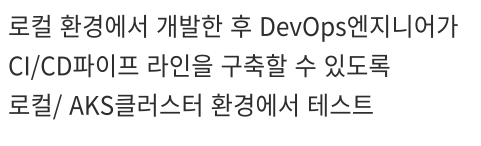 로컬 환경에서 개발한 후 DevOps엔지니어가
CI/CD파이프 라인을 구축할 수 있도록
로컬/ AKS클러스터 환경에서 테스트